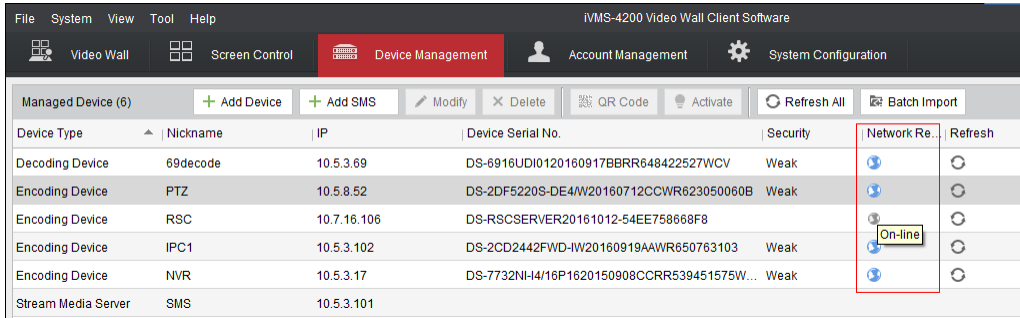 File System View Tool Help iVMS-4200 Video Wall Client Software
Video Wall Screen Control Device Management Account Management System Configuration
Managed Device (6) Add Device Add SMS Modify Delete QR Code Activate Refresh All Batch Import
Device Type Nickname IP Device Serial No. Security Network Re... Refresh
Decoding Device 69decode 10.5.3.69 DS-6916UDI0120160917BBRR648422527WCV Weak
Encoding Device PTZ 10.5.8.52 DS-2DF5220S-DE4/W20160712CCWR623050060B Weak
Encoding Device RSC 10.7.16.106 DS-RSCSERVER20161012-54EE758668F8
On-line
Encoding Device IPC1 10.5.3.102 DS-2CD2442FWD-IW20160919AAWR650763103 Weak
Encoding Device NVR 10.5.3.17 DS-7732NI-I4/16P1620150908CCRR539451575W... Weak
Stream Media Server SMS 10.5.3.101